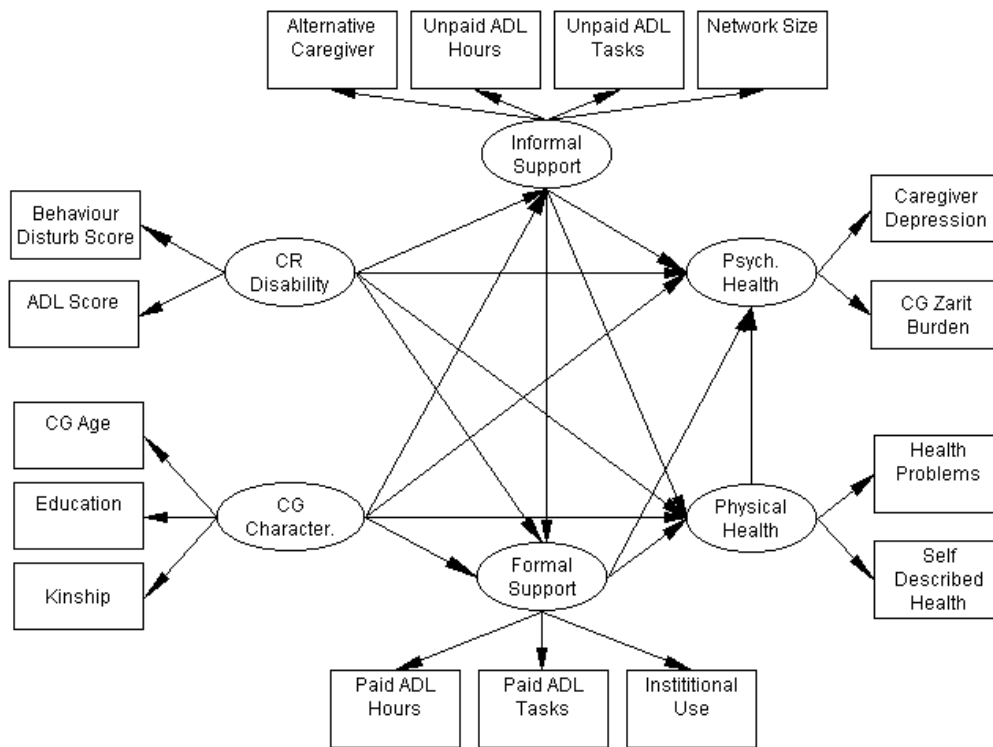 Alternative
Caregiver
Unpaid ADL
Hours
Unpaid ADL
Tasks
Network Size
Informal
Support
Behaviour
Disturb Score
ADL Score
CR
Disability
Psych.
Health
Caregiver
Depression
CG Zarit
Burden
CG Age
Education
Kinship
CG
Character.
Formal
Support
Physical
Health
Health
Problems
Self
Described
Health
Paid ADL
Hours
Paid ADL
Tasks
Instititional
Use